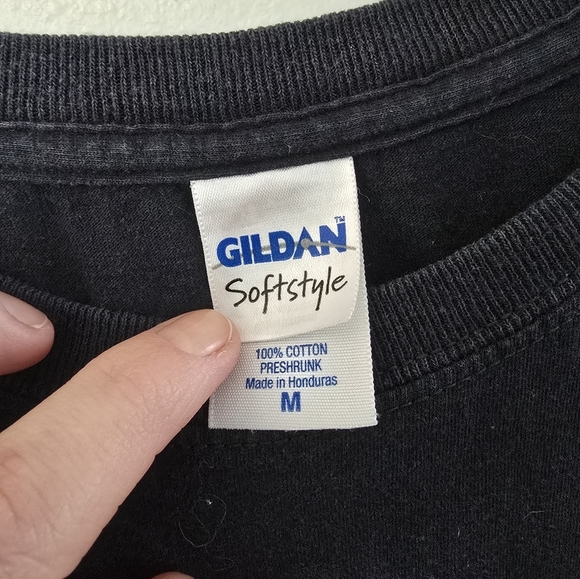 GILDAN™
Softstyle
100% COTTON
PRESHRUNK
Made in Honduras
M